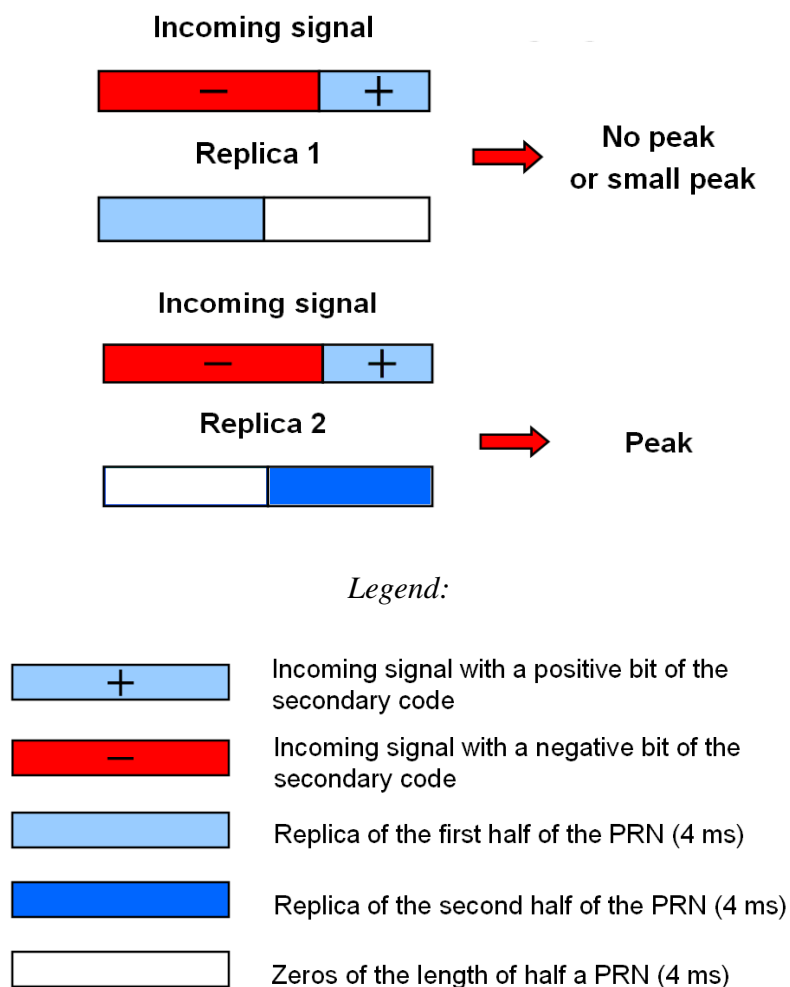 Incoming signal
− +
Replica 1
No peak
or small peak
Incoming signal
− +
Replica 2
Peak
Legend:
+
Incoming signal with a positive bit of the
secondary code
−
Incoming signal with a negative bit of the
secondary code
Replica of the first half of the PRN (4 ms)
Replica of the second half of the PRN (4 ms)
Zeros of the length of half a PRN (4 ms)